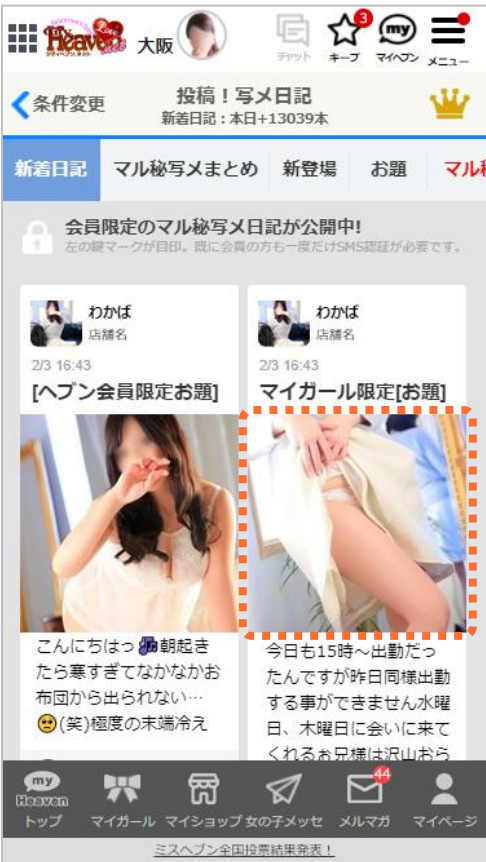 Heaven
大阪
3
チャット
キープ
my
マイヘブン
メニュー
条件変更
投稿！写メ日記
新着日記：本日+13039本
新着日記
マル秘写メまとめ
新登場
お題
マル秘
会員限定のマル秘写メ日記が公開中!
左の鍵マークが目印。既に会員の方も一度だけSMS認証が必要です。
わかば
店舗名
2/3 16:43
[ヘブン会員限定お題]
こんにちはっ朝起き
たら寒すぎてなかなかお
布団から出られない…
(笑)極度の末端冷え
わかば
店舗名
2/3 16:43
マイガール限定[お題]
今日も15時～出勤だっ
たんですが昨日同様出勤
する事ができません水曜
日、木曜日に会いに来て
くれるぉ兄様は沢山おら
my
Heaven
トップ
マイガール
マイショップ
女の子メッセ
44
メルマガ
マイページ
ミスヘブン全国投票結果発表！